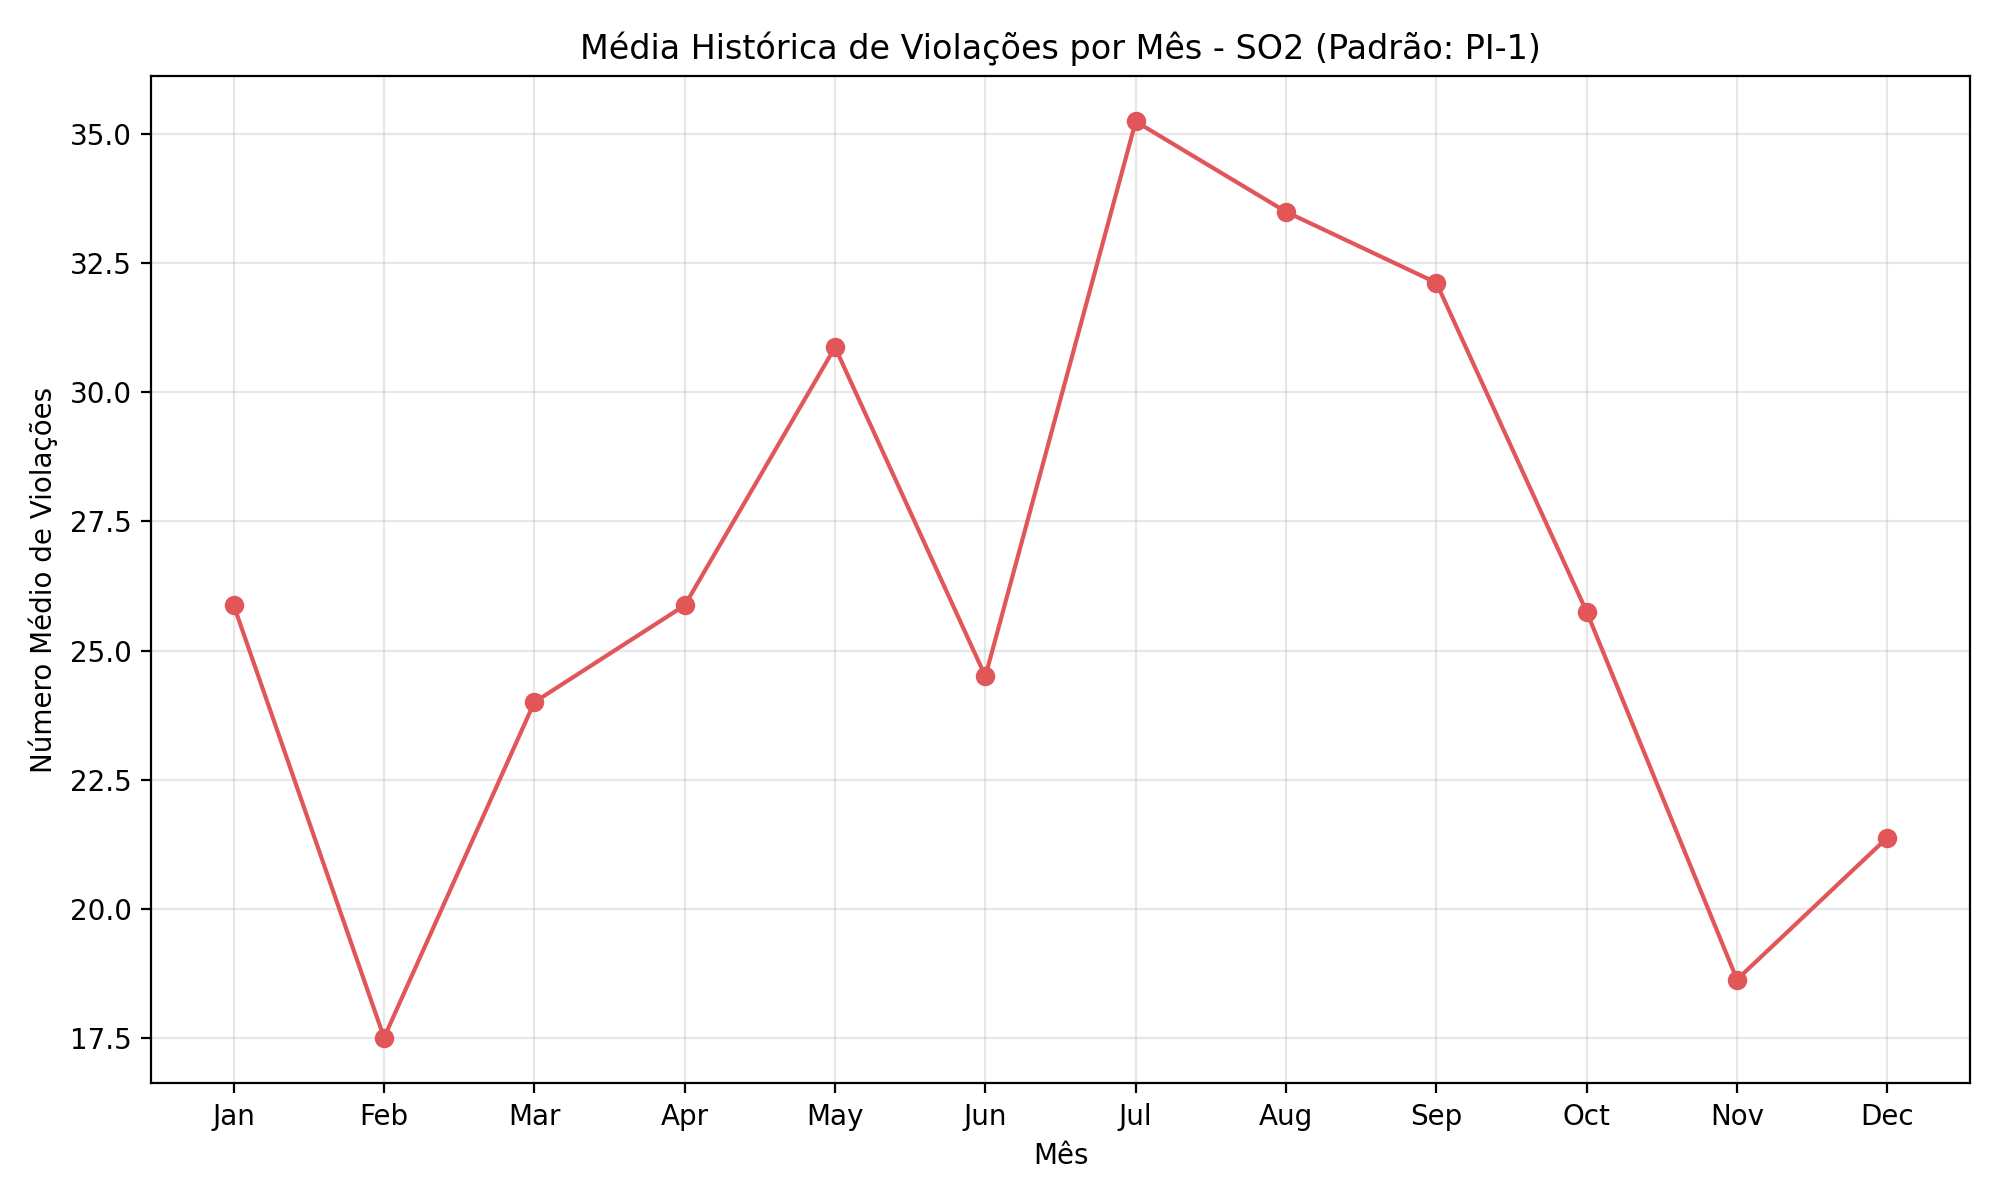 Média Histórica de Violações por Mês - SO2 (Padrão: PI-1)
Número Médio de Violações
35.0
32.5
30.0
27.5
25.0
22.5
20.0
17.5
Jan Feb Mar Apr May Jun Jul Aug Sep Oct Nov Dec
Mês